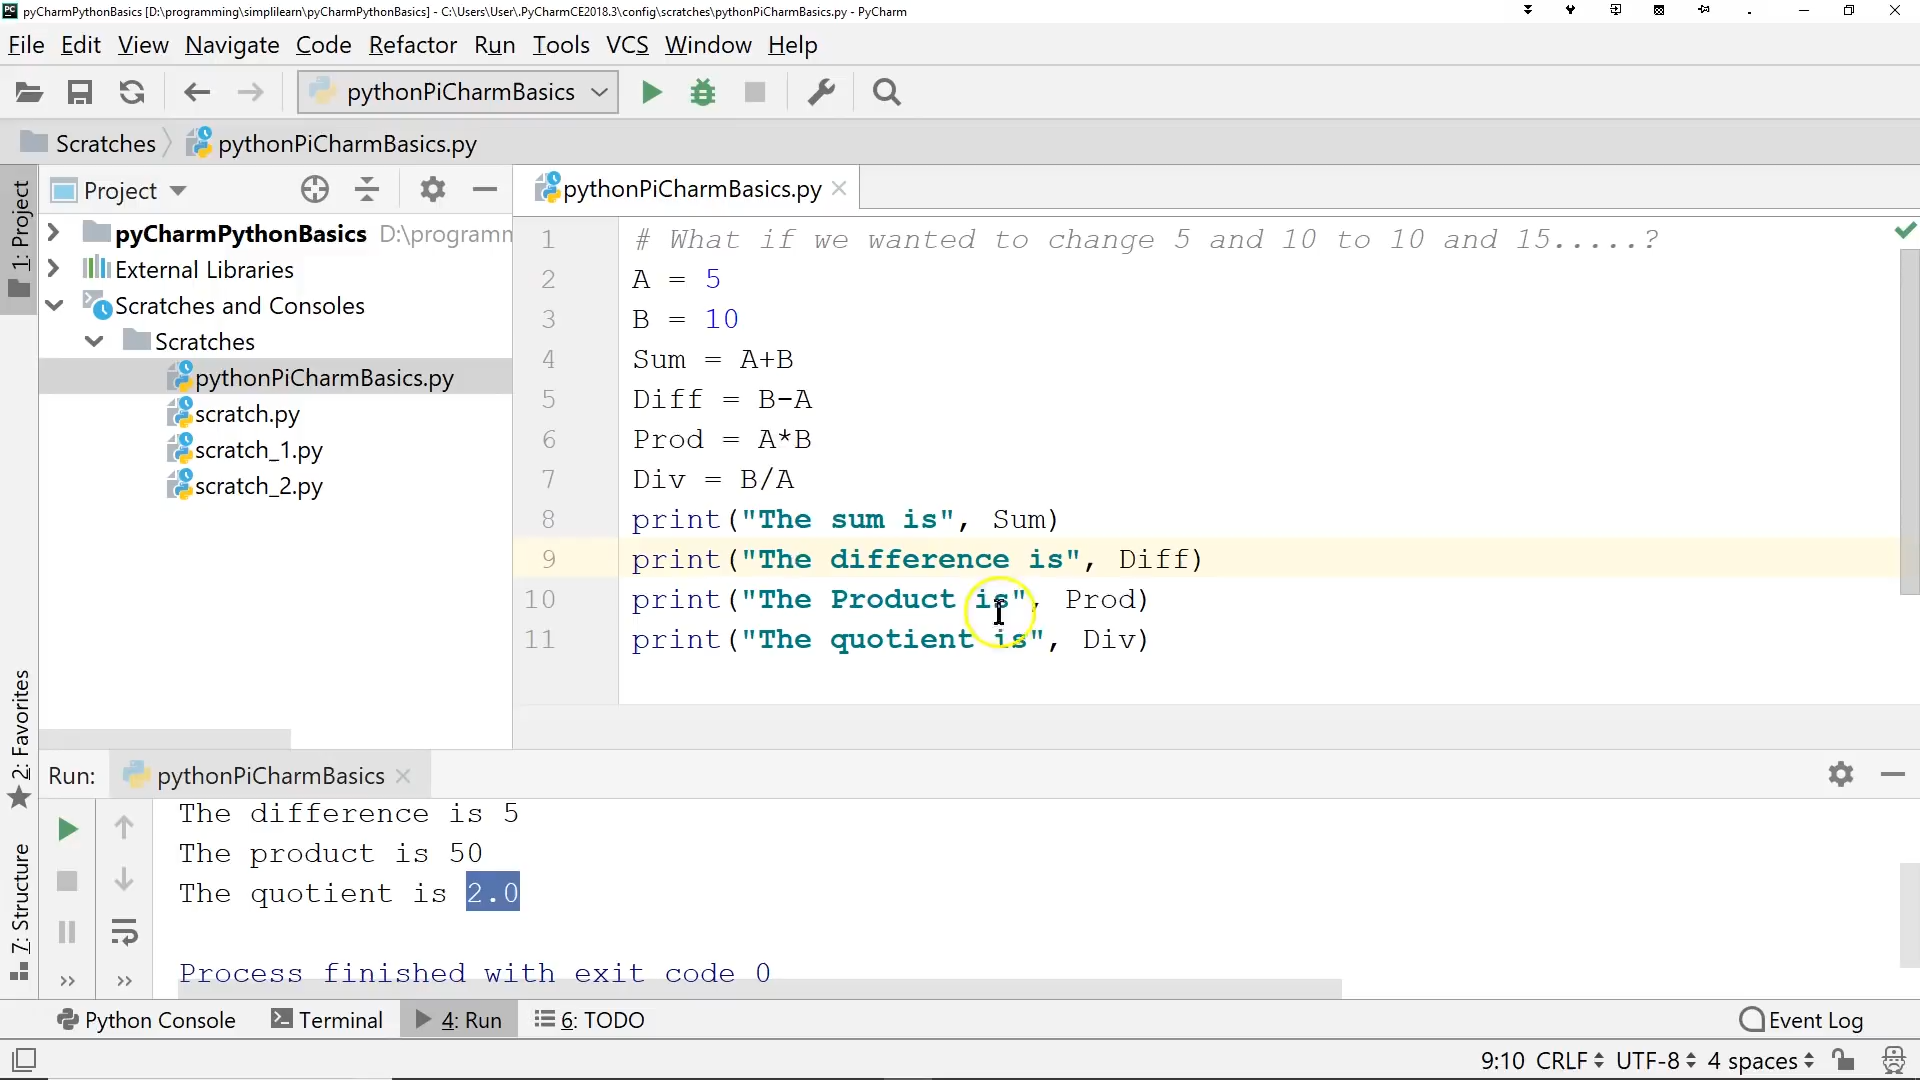 pyCharmPythonBasics [D:\programming\simplilearn\pyCharmPythonBasics] - C:\Users\User\.PyCharmCE2018.3\config\scratches\pythonPiCharmBasics.py - PyCharm
File Edit View Navigate Code Refactor Run Tools VCS Window Help
pythonPiCharmBasics
Scratches pythonPiCharmBasics.py
1: Project
Project
pyCharmPythonBasics D:\programm
External Libraries
Scratches and Consoles
Scratches
pythonPiCharmBasics.py
scratch.py
scratch_1.py
scratch_2.py
2: Favorites
7: Structure
pythonPiCharmBasics.py
1 # What if we wanted to change 5 and 10 to 10 and 15.....?
2 A = 5
3 B = 10
4 Sum = A+B
5 Diff = B-A
6 Prod = A*B
7 Div = B/A
8 print("The sum is", Sum)
9 print("The difference is", Diff)
10 print("The Product is", Prod)
11 print("The quotient is", Div)
Run: pythonPiCharmBasics
The difference is 5
The product is 50
The quotient is 2.0
Process finished with exit code 0
Python Console Terminal 4: Run 6: TODO Event Log
9:10 CRLF UTF-8 4 spaces